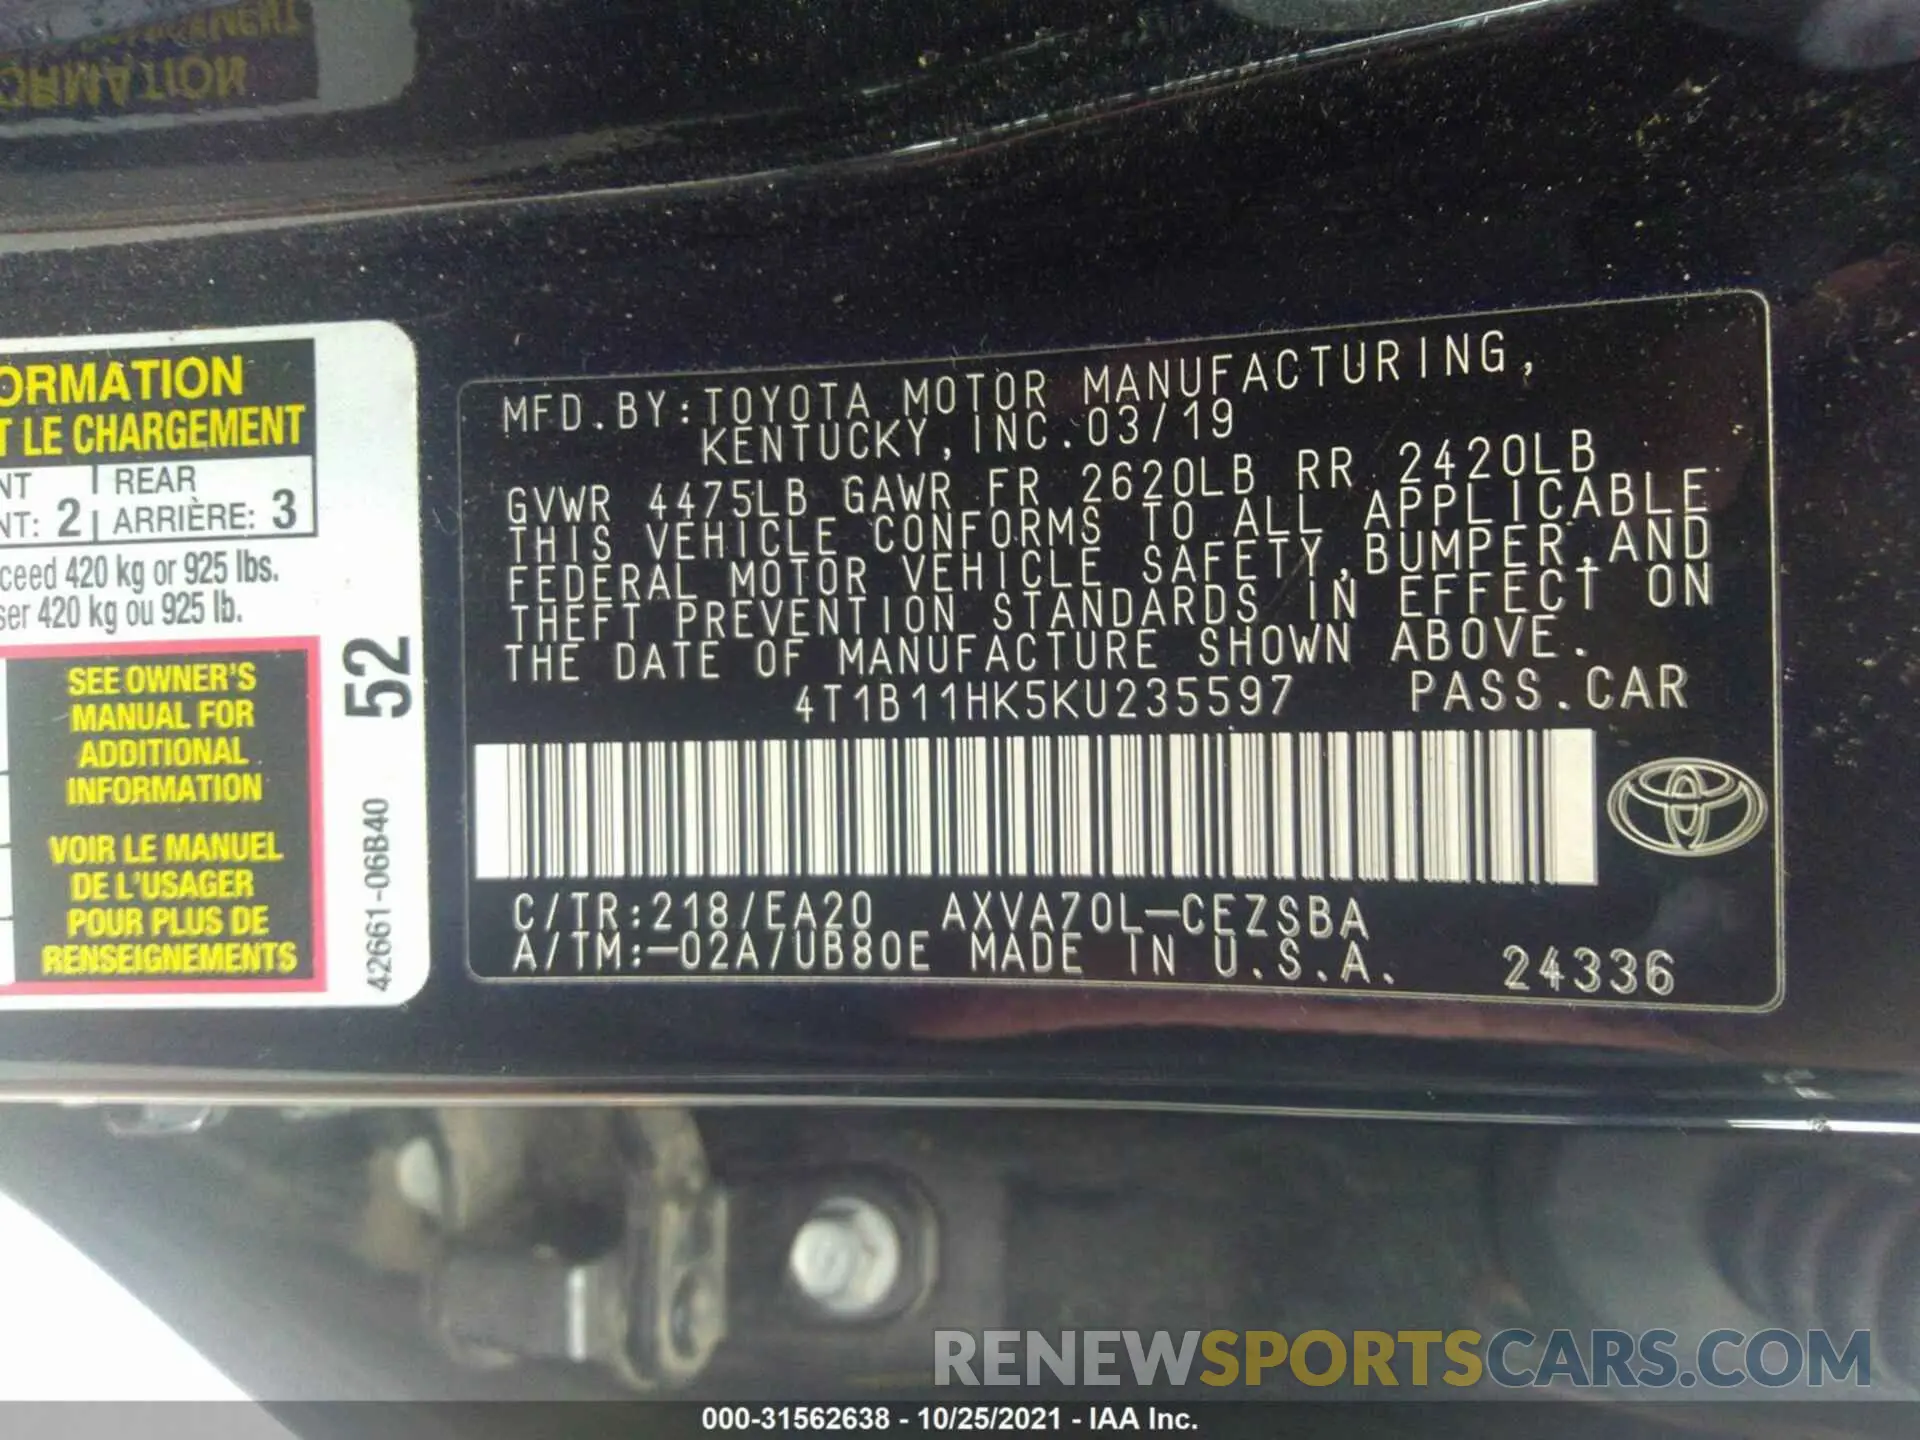 ORMATION
T LE CHARGEMENT
NT REAR
NT: 2 ARRIÈRE: 3
ceed 420 kg or 925 lbs.
ser 420 kg ou 925 lb.
SEE OWNER'S
MANUAL FOR
ADDITIONAL
INFORMATION
VOIR LE MANUEL
DE L'USAGER
POUR PLUS DE
RENSEIGNEMENTS
52
42661-06B40
MFD.BY:TOYOTA MOTOR MANUFACTURING,
KENTUCKY,INC.03/19
GVWR 4475LB GAWR FR 2620LB RR 2420LB
THIS VEHICLE CONFORMS TO ALL APPLICABLE
FEDERAL MOTOR VEHICLE SAFETY,BUMPER,AND
THEFT PREVENTION STANDARDS IN EFFECT ON
THE DATE OF MANUFACTURE SHOWN ABOVE.
4T1B11HK5KU235597 PASS.CAR
C/TR:218/EA20 AXVA70L-CEZSBA
A/TM:-02A/UB80E MADE IN U.S.A. 24336
RENEWSPORTSCARS.COM
000-31562638 - 10/25/2021 - IAA Inc.